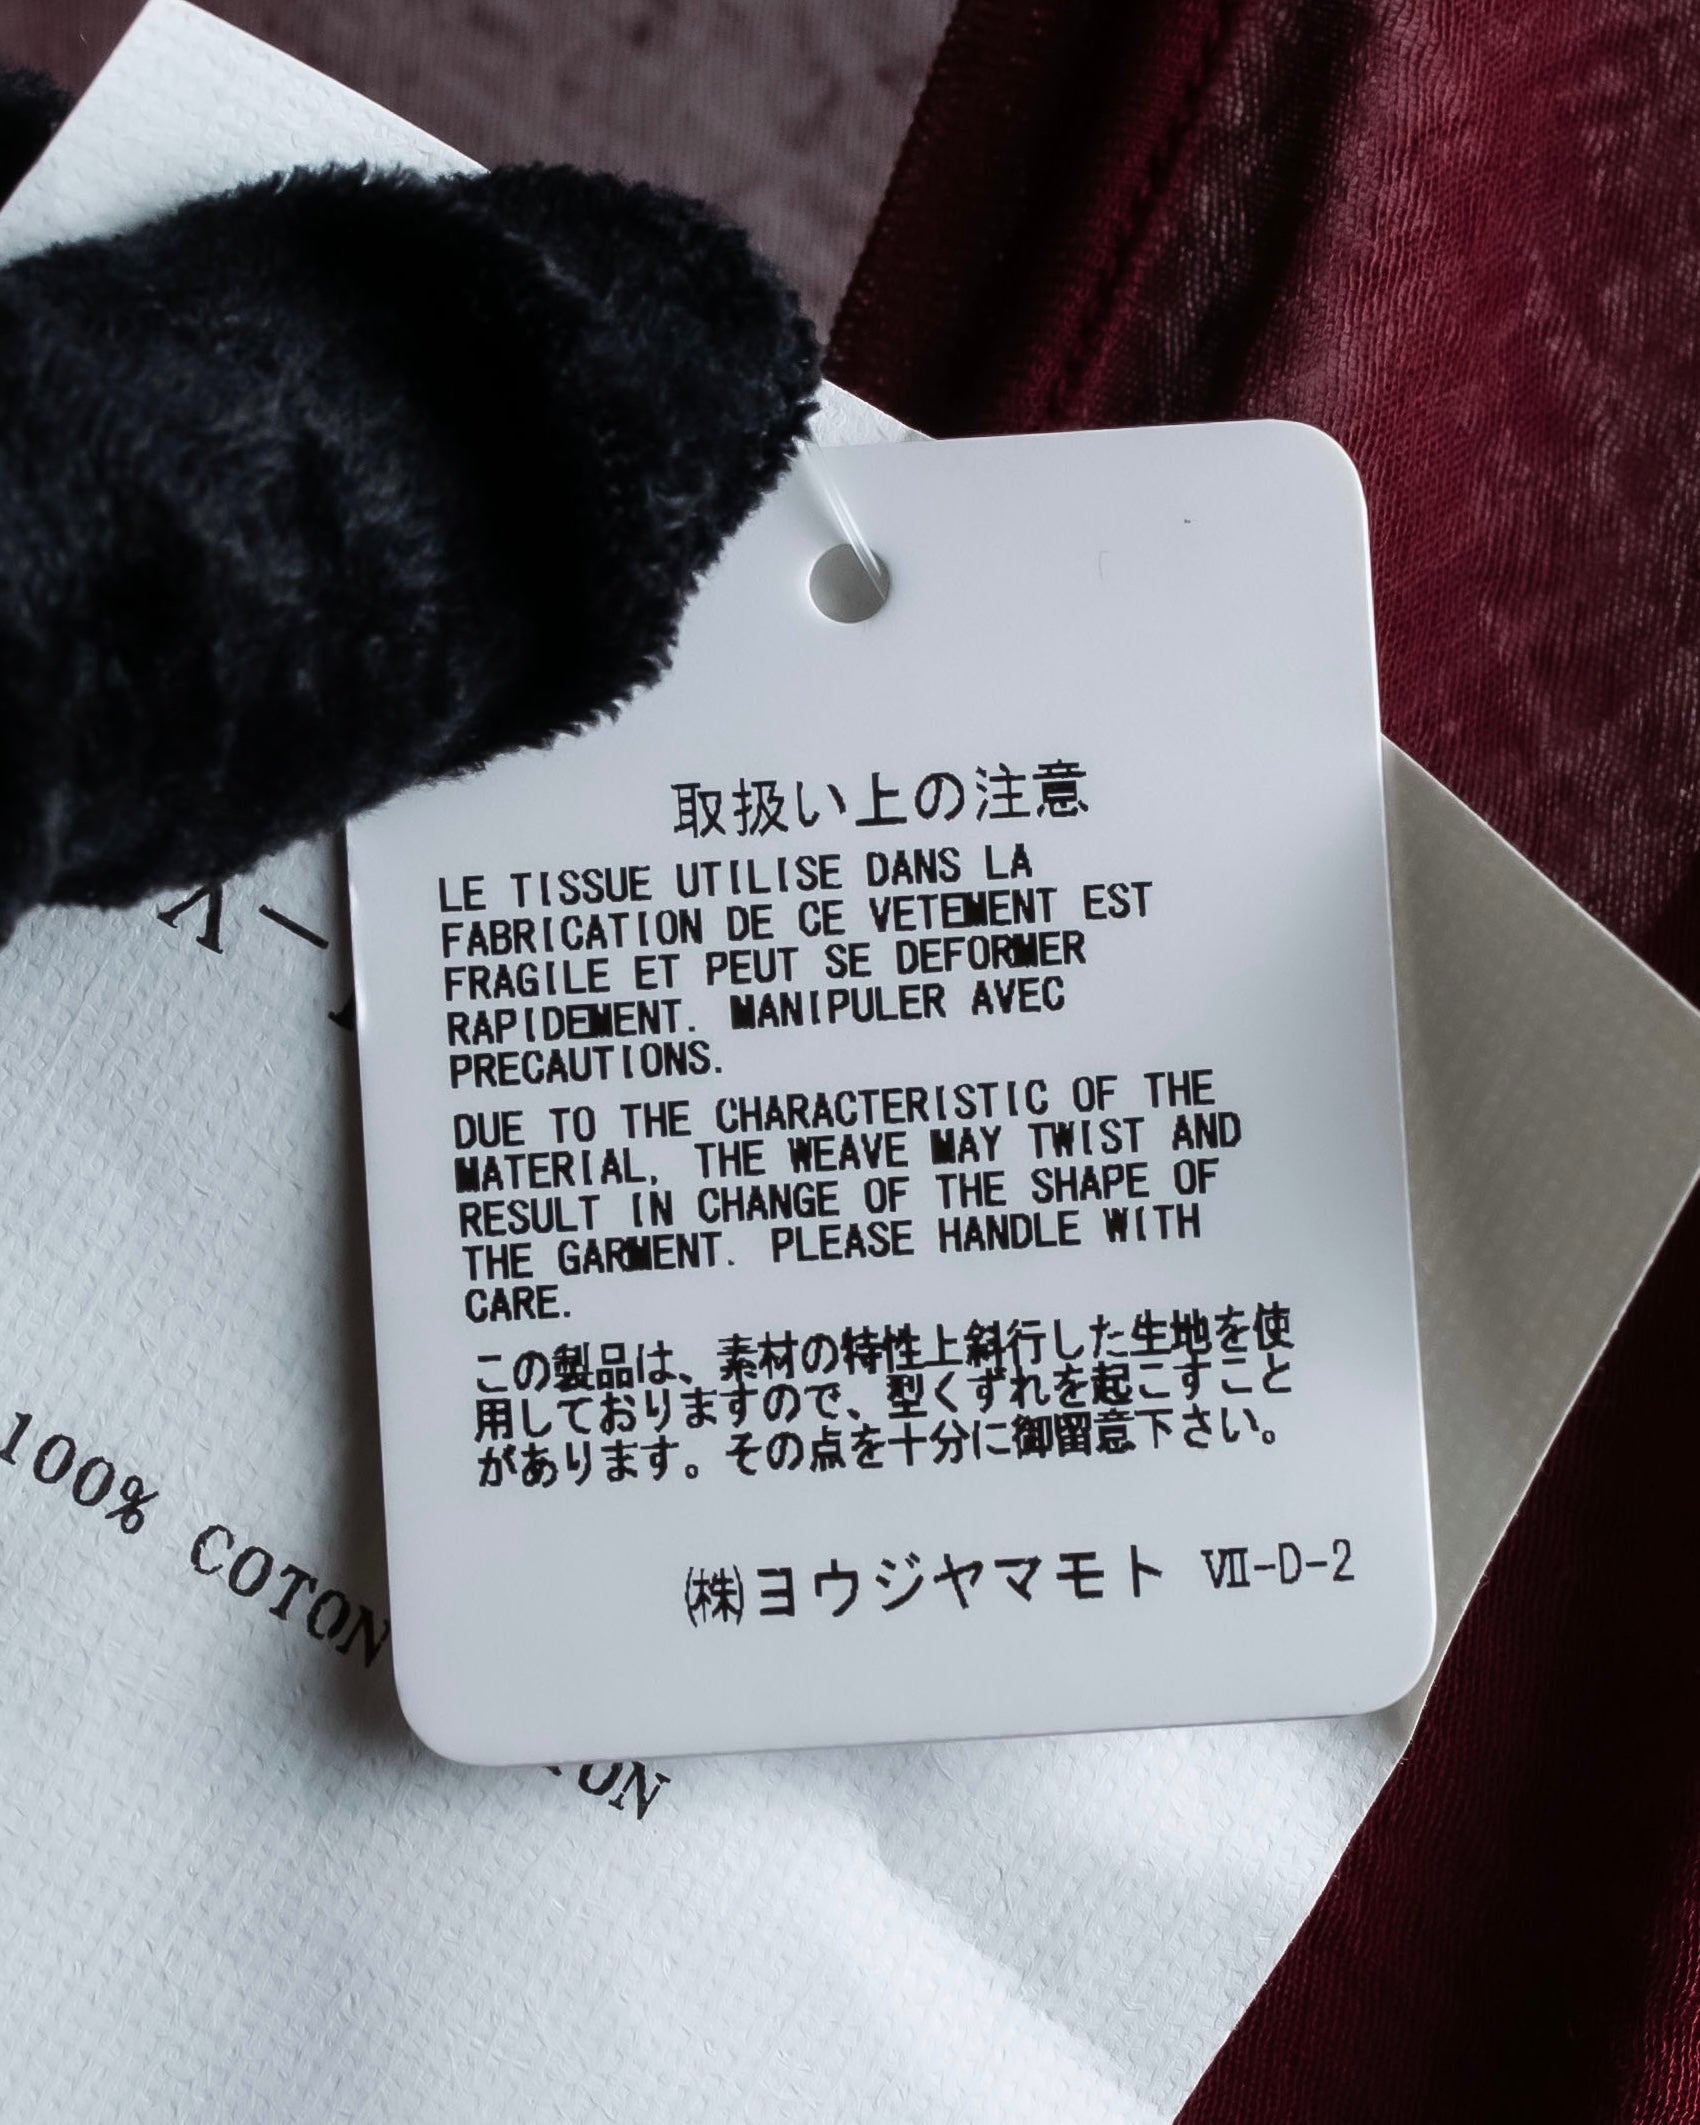 取扱い上の注意
LE TISSUE UTILISE DANS LA
FABRICATION DE CE VETEMENT EST
FRAGILE ET PEUT SE DEFORMER
RAPIDEMENT. MANIPULER AVEC
PRECAUTIONS.
DUE TO THE CHARACTERISTIC OF THE
MATERIAL, THE WEAVE MAY TWIST AND
RESULT IN CHANGE OF THE SHAPE OF
THE GARMENT. PLEASE HANDLE WITH
CARE.
この製品は、素材の特性上斜行した生地を使
用しておりますので、型くずれを起こすこと
があります。その点を十分に御留意下さい。
㈱ヨウジヤマモト Ⅶ-D-2
100% COTON